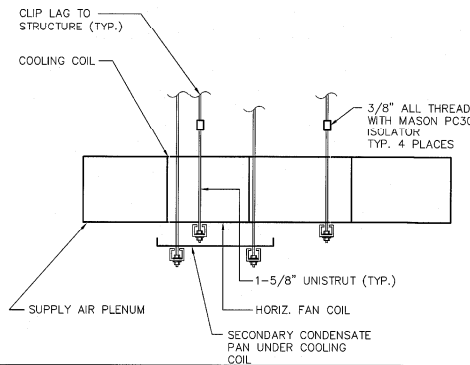 CLIP LAG TO
STRUCTURE (TYP.)
COOLING COIL
3/8" ALL THREAD
WITH MASON PC30
ISOLATOR
TYP. 4 PLACES
1-5/8" UNISTRUT (TYP.)
SUPPLY AIR PLENUM
HORIZ. FAN COIL
SECONDARY CONDENSATE
PAN UNDER COOLING
COIL